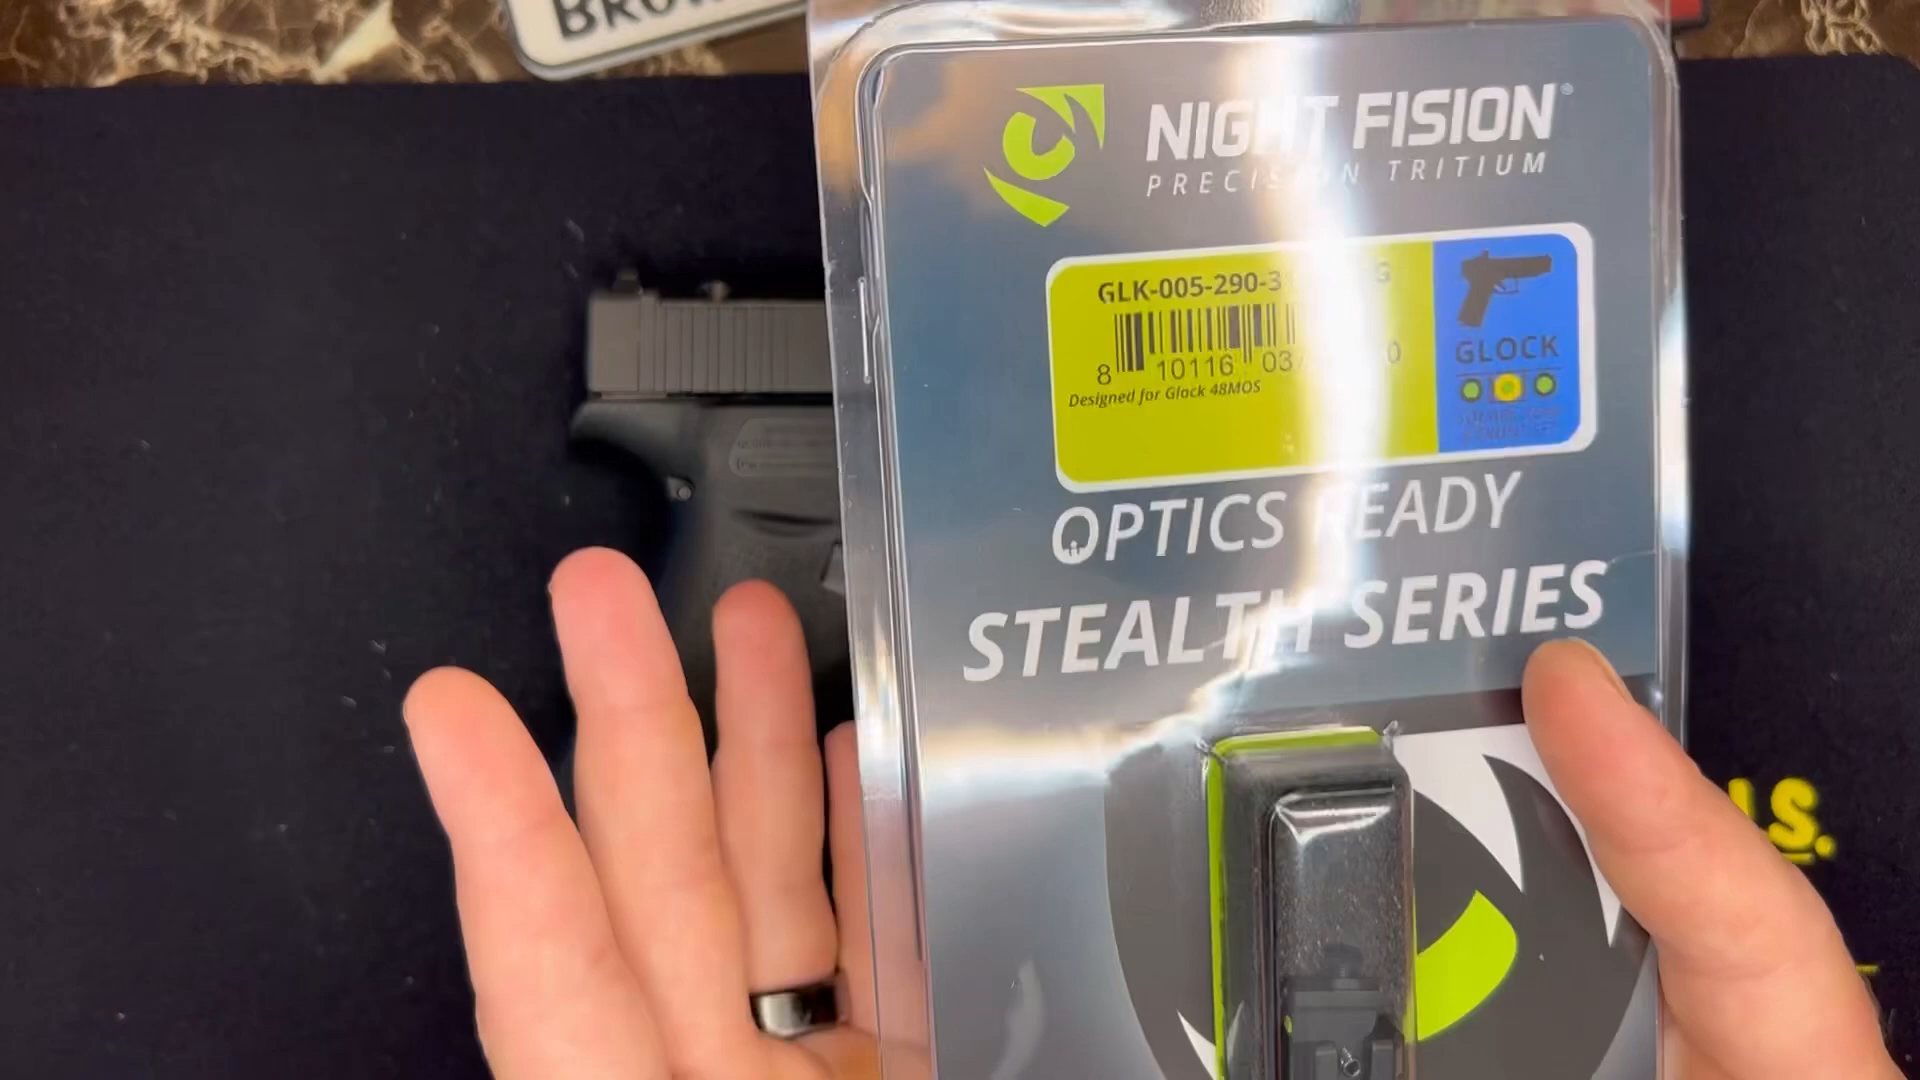 NIGHT FISION®
PRECISION TRITIUM
GLK-005-290-3
GLOCK
8 10116 03
Designed for Glock 48MOS
OPTICS READY
STEALTH SERIES